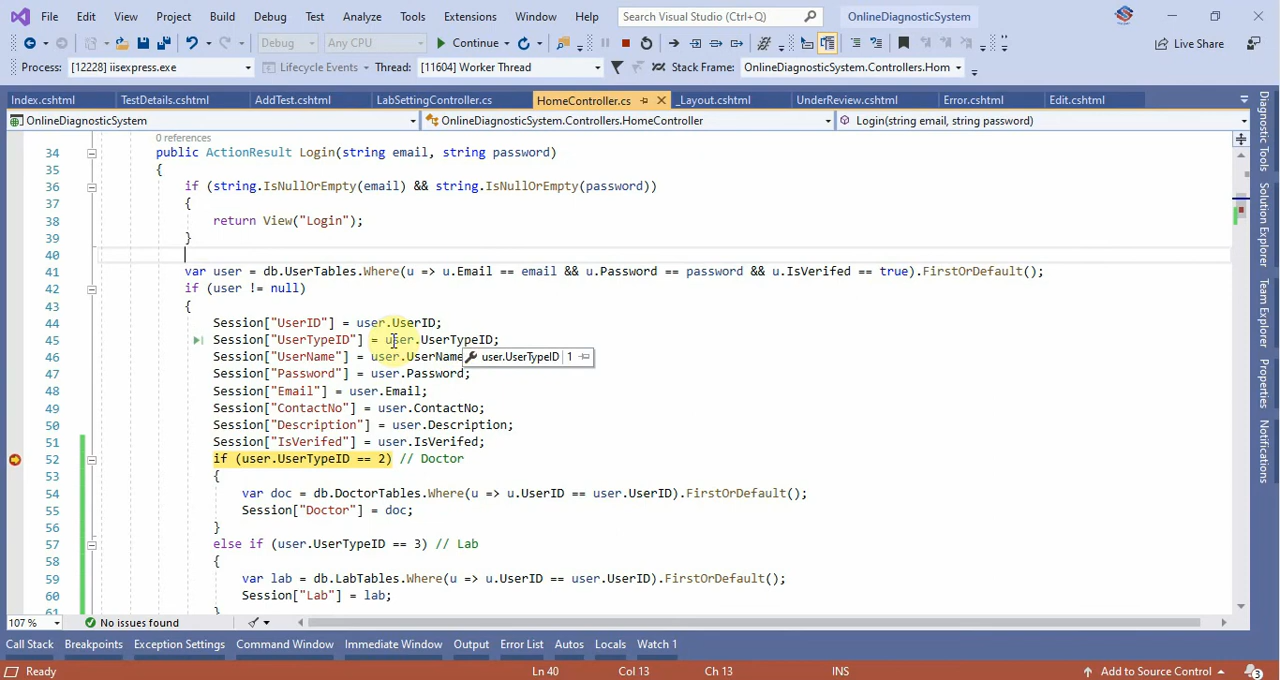 File Edit View Project Build Debug Test Analyze Tools Extensions Window Help Search Visual Studio (Ctrl+Q) OnlineDiagnosticSystem
Debug Any CPU Continue Live Share
Process: [12228] iisexpress.exe Lifecycle Events Thread: [11604] Worker Thread Stack Frame: OnlineDiagnosticSystem.Controllers.Hom
Index.cshtml TestDetails.cshtml AddTest.cshtml LabSettingController.cs HomeController.cs _Layout.cshtml UnderReview.cshtml Error.cshtml Edit.cshtml
OnlineDiagnosticSystem OnlineDiagnosticSystem.Controllers.HomeController Login(string email, string password)
0 references
34 public ActionResult Login(string email, string password)
35 {
36 if (string.IsNullOrEmpty(email) && string.IsNullOrEmpty(password))
37 {
38 return View("Login");
39 }
40
41 var user = db.UserTables.Where(u => u.Email == email && u.Password == password && u.IsVerifed == true).FirstOrDefault();
42 if (user != null)
43 {
44 Session["UserID"] = user.UserID;
45 Session["UserTypeID"] = user.UserTypeID;
46 Session["UserName"] = user.UserName user.UserTypeID 1
47 Session["Password"] = user.Password;
48 Session["Email"] = user.Email;
49 Session["ContactNo"] = user.ContactNo;
50 Session["Description"] = user.Description;
51 Session["IsVerifed"] = user.IsVerifed;
52 if (user.UserTypeID == 2) // Doctor
53 {
54 var doc = db.DoctorTables.Where(u => u.UserID == user.UserID).FirstOrDefault();
55 Session["Doctor"] = doc;
56 }
57 else if (user.UserTypeID == 3) // Lab
58 {
59 var lab = db.LabTables.Where(u => u.UserID == user.UserID).FirstOrDefault();
60 Session["Lab"] = lab;
61 }
107 % No issues found
Call Stack Breakpoints Exception Settings Command Window Immediate Window Output Error List Autos Locals Watch 1
Ready Ln 40 Col 13 Ch 13 INS Add to Source Control 3
Diagnostic Tools
Solution Explorer
Team Explorer
Properties
Notifications